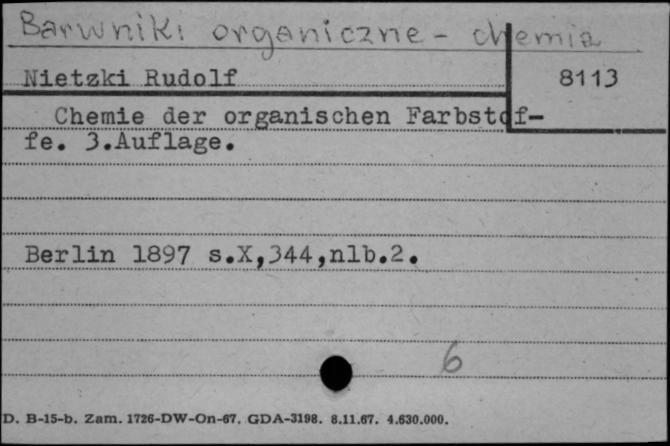 Barwniki organiczne - chemia
Nietzki Rudolf
8113
Chemie der organischen Farbstof-
fe. 3.Auflage.
Berlin 1897 s.X,344,nlb.2.
6
D. B-15-b. Zam. 1726-DW-On-67. GDA-3198. 8.11.67. 4.630.000.